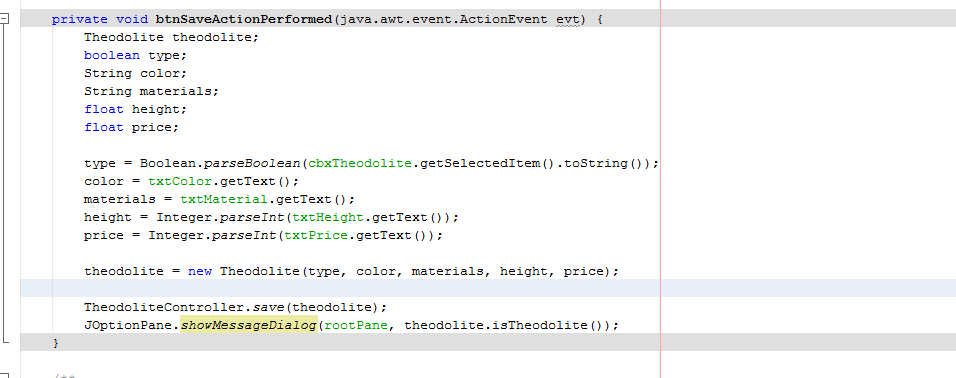 private void btnSaveActionPerformed(java.awt.event.ActionEvent evt) {
Theodolite theodolite;
boolean type;
String color;
String materials;
float height;
float price;
type = Boolean.parseBoolean(cbxTheodolite.getSelectedItem().toString());
color = txtColor.getText();
materials = txtMaterial.getText();
height = Integer.parseInt(txtHeight.getText());
price = Integer.parseInt(txtPrice.getText());
theodolite = new Theodolite(type, color, materials, height, price);
TheodoliteController.save(theodolite);
JOptionPane.showMessageDialog(rootPane, theodolite.isTheodolite());
}
/**